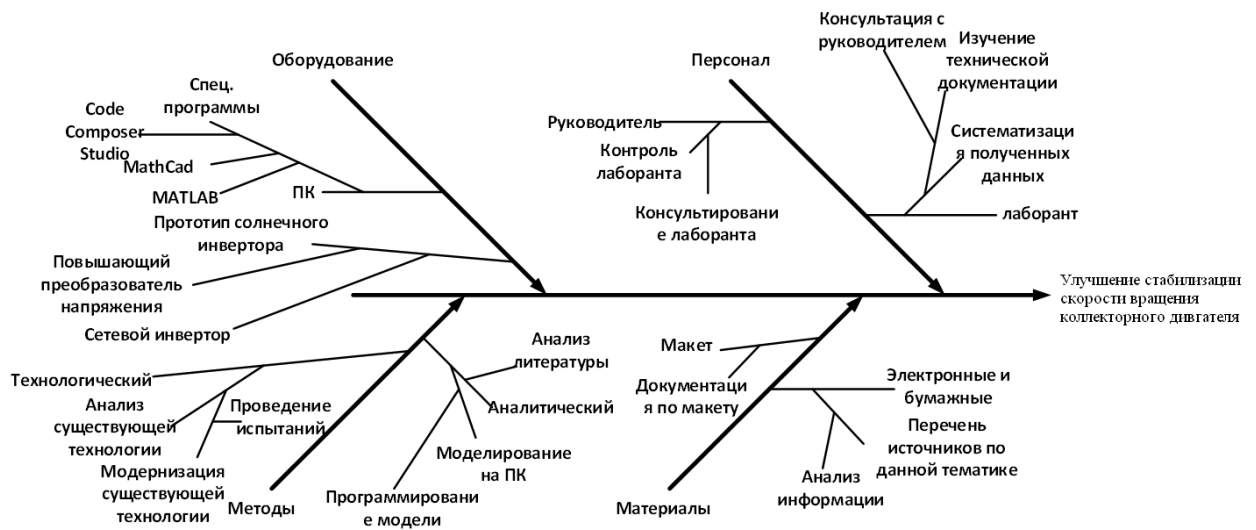 Оборудование
Спец.
программы
Code
Composer
Studio
MathCad
MATLAB
ПК
Прототип солнечного
инвертора
Повышающий
преобразователь
напряжения
Сетевой инвертор
Персонал
Руководитель
Контроль
лаборанта
Консультировани
е лаборанта
Консультация с
руководителем
Изучение
технической
документации
Систематизаци
я полученных
данных
лаборант
Улучшение стабилизации
скорости вращения
коллекторного дивгателя
Технологический
Анализ
существующей
технологии
Проведение
испытаний
Модернизация
существующей
технологии
Методы
Анализ
литературы
Аналитический
Моделирование
на ПК
Программировани
е модели
Макет
Документаци
я по макету
Электронные и
бумажные
Перечень
источников по
данной тематике
Анализ
информации
Материалы